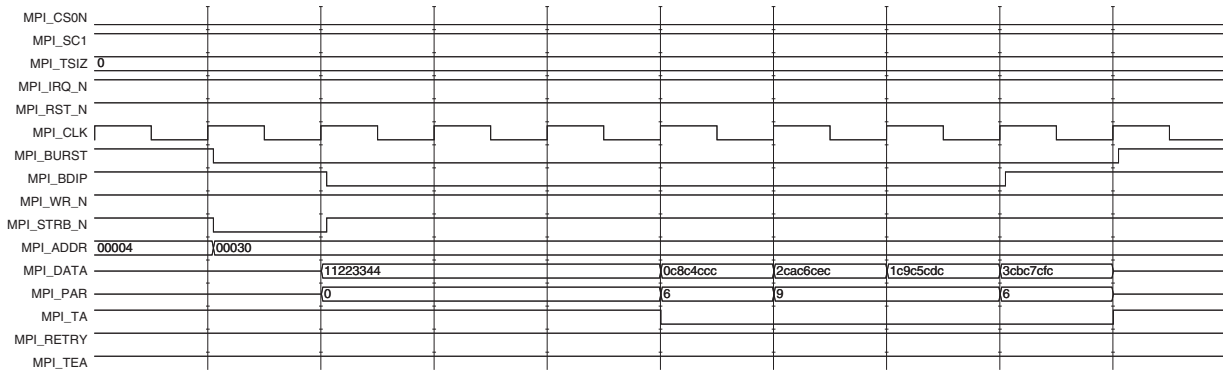 MPI_CS0N
MPI_SC1
MPI_TSIZ 0
MPI_IRQ_N
MPI_RST_N
MPI_CLK
MPI_BURST
MPI_BDIP
MPI_WR_N
MPI_STRB_N
MPI_ADDR 00004 00030
MPI_DATA 11223344 0c8c4ccc 2cac6cec 1c9c5cdc 3cbc7cfc
MPI_PAR 0 6 9 6
MPI_TA
MPI_RETRY
MPI_TEA